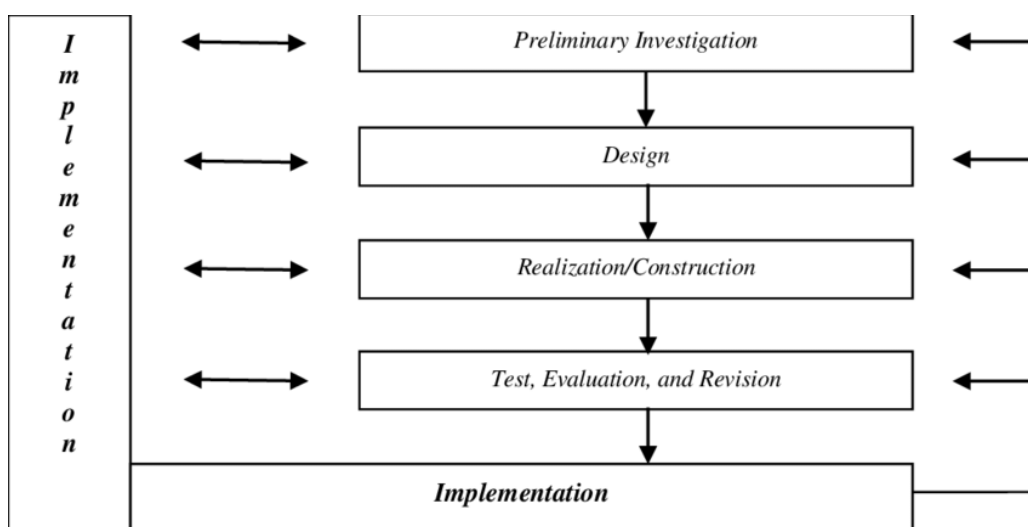 Implementation
Preliminary Investigation
Design
Realization/Construction
Test, Evaluation, and Revision
Implementation